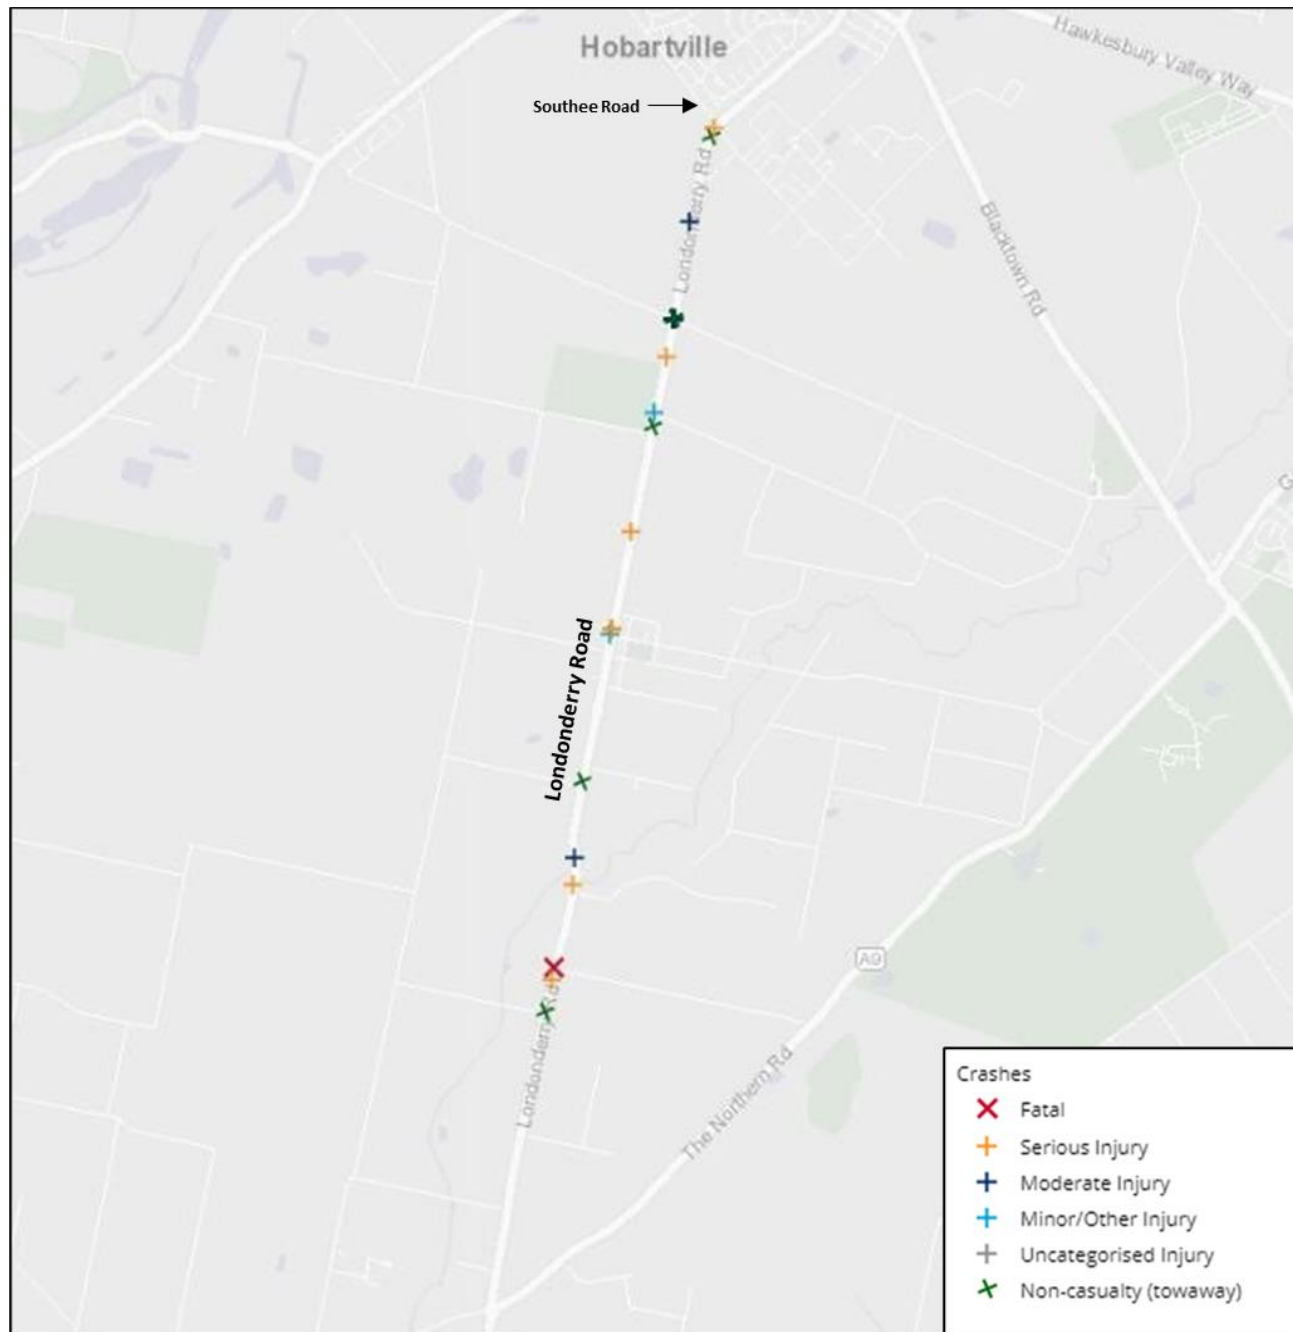 Hobartville
Hawkesbury Valley Way
Southee Road
Londonderry Rd
Blacktown Rd
G
Londonderry Road
A9
Londonderry Rd
The Northern Rd
Crashes
Fatal
Serious Injury
Moderate Injury
Minor/Other Injury
Uncategorised Injury
Non-casualty (towaway)